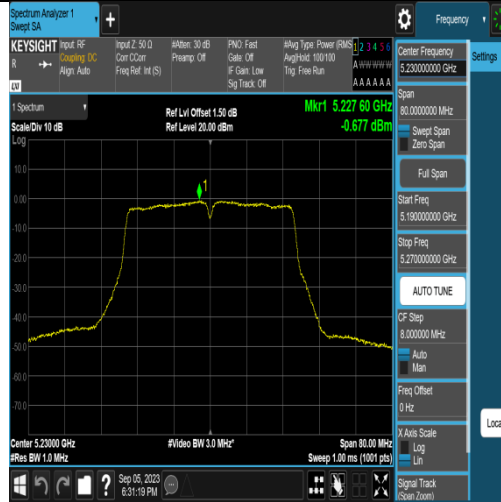 Spectrum Analyzer 1
Swept SA
Frequency
KEYSIGHT
R
LXI
Input: RF
Coupling: DC
Align: Auto
Input Z: 50 Ω
Corr CCorr
Freq Ref: Int (S)
#Atten: 30 dB
Preamp: Off
PNO: Fast
Gate: Off
IF Gain: Low
Sig Track: Off
#Avg Type: Power (RMS
Avg|Hold: 100/100
Trig: Free Run
1 2 3 4 5 6
A W W W W W
A A A A A A
1 Spectrum
Scale/Div 10 dB
Log
Ref Lvl Offset 1.50 dB
Ref Level 20.00 dBm
Mkr1 5.227 60 GHz
-0.677 dBm
1
10.0
0.00
-10.0
-20.0
-30.0
-40.0
-50.0
-60.0
-70.0
Center 5.23000 GHz
#Res BW 1.0 MHz
#Video BW 3.0 MHz*
Span 80.00 MHz
Sweep 1.00 ms (1001 pts)
Sep 05, 2023
6:31:19 PM
?
Center Frequency
5.230000000 GHz
Span
80.0000000 MHz
Swept Span
Zero Span
Full Span
Start Freq
5.190000000 GHz
Stop Freq
5.270000000 GHz
AUTO TUNE
CF Step
8.000000 MHz
Auto
Man
Freq Offset
0 Hz
X Axis Scale
Log
Lin
Signal Track
(Span Zoom)
Settings
Loca